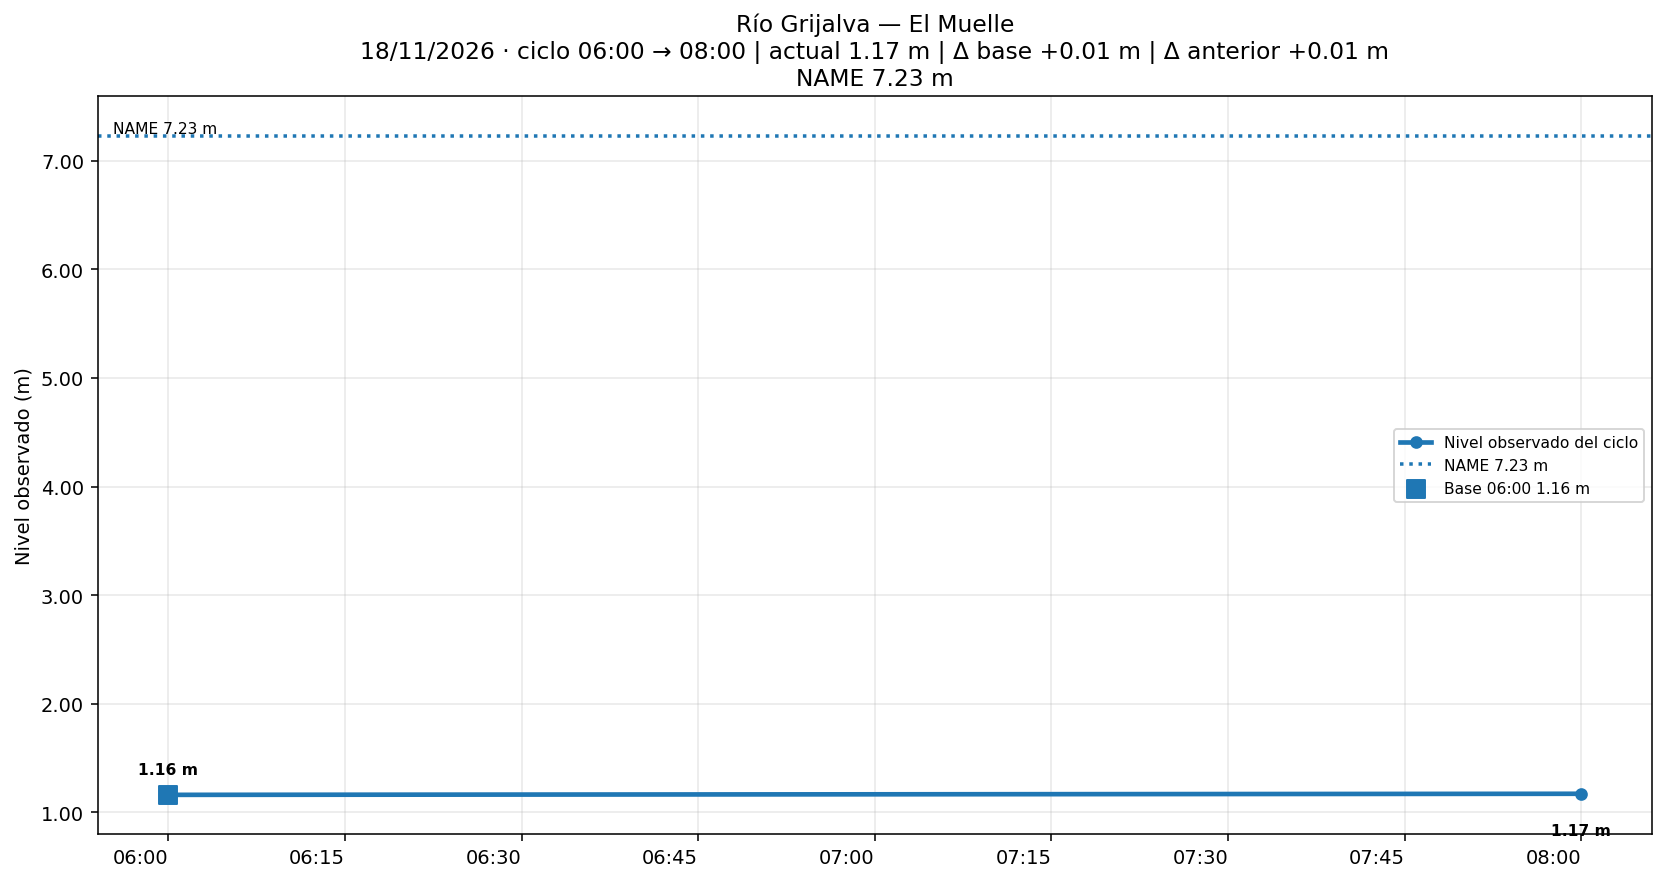 Río Grijalva — El Muelle
18/11/2026 · ciclo 06:00 → 08:00 | actual 1.17 m | Δ base +0.01 m | Δ anterior +0.01 m
NAME 7.23 m
NAME 7.23 m
7.00
6.00
5.00
4.00
3.00
2.00
1.00
Nivel observado (m)
Nivel observado del ciclo
NAME 7.23 m
Base 06:00 1.16 m
1.16 m
1.17 m
06:00
06:15
06:30
06:45
07:00
07:15
07:30
07:45
08:00